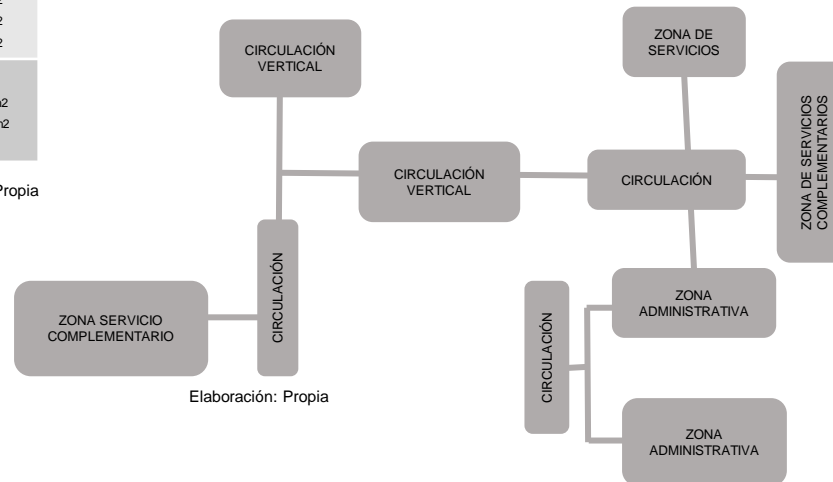 Propia
CIRCULACIÓN
VERTICAL
ZONA DE
SERVICIOS
CIRCULACIÓN
VERTICAL
CIRCULACIÓN
ZONA DE SERVICIOS
COMPLEMENTARIOS
CIRCULACIÓN
ZONA SERVICIO
COMPLEMENTARIO
Elaboración: Propia
ZONA
ADMINISTRATIVA
CIRCULACIÓN
ZONA
ADMINISTRATIVA